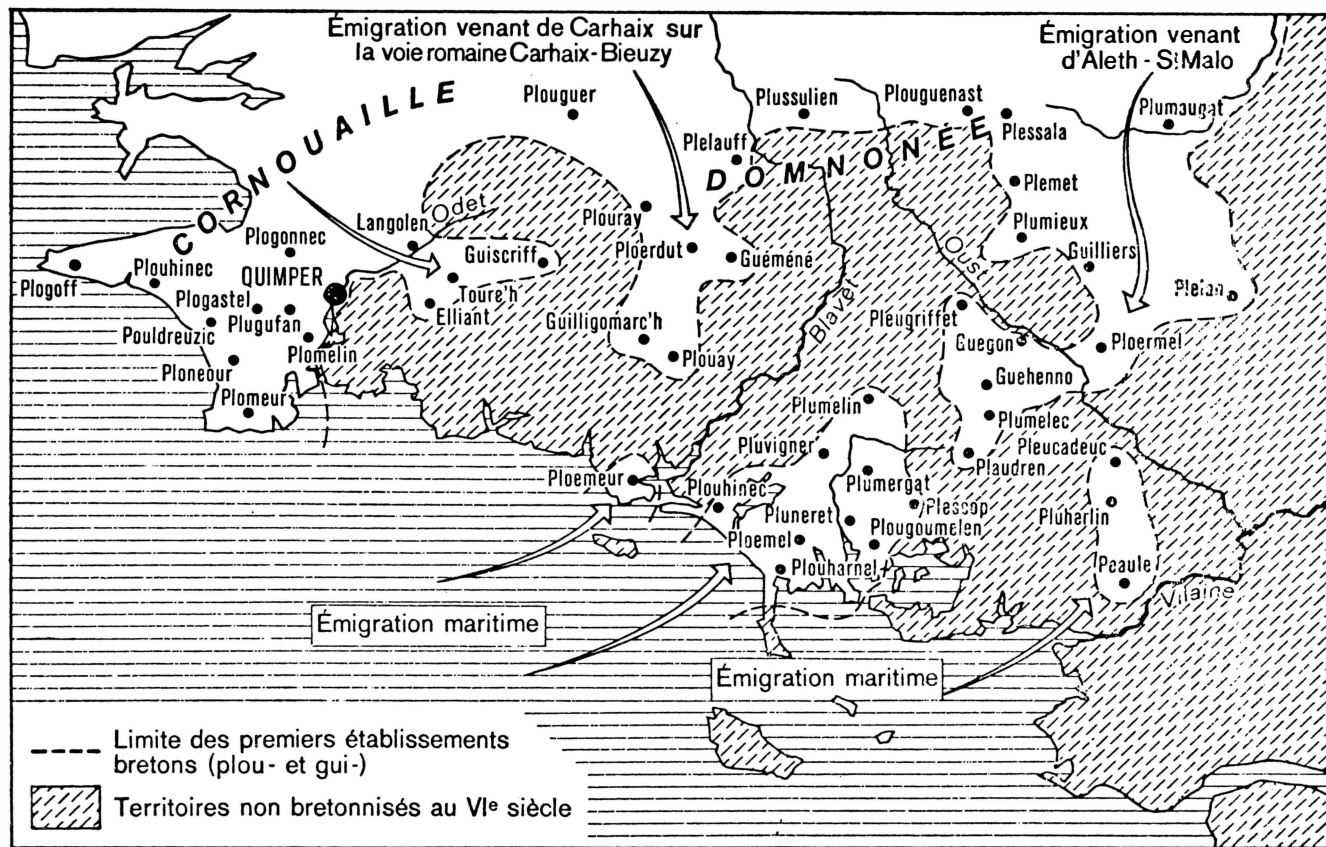 Émigration venant de Carhaix sur
la voie romaine Carhaix-Bieuzy
Émigration venant
d'Aleth - St Malo
CORNOUAILLE
DOMNONÉE
Plouguer
Plussulien
Plouguenast
Plessala
Plumaugat
Plelauff
Plemet
Langolen
Odet
Plouray
Plumieux
Plogonnec
Guiscriff
Ploerdut
Guéméné
Oust
Guilliers
Plogoff
Plouhinec
QUIMPER
Toure'h
Elliant
Plelan
Plogastel
Plugufan
Pouldreuzic
Guilligomarc'h
Blavet
Pleugriffet
Guegon
Ploermel
Plomelin
Ploneour
Plouay
Guehenno
Plomeur
Plumelin
Plumelec
Pluvigner
Pleucadeuc
Plaudren
Ploemeur
Plouhinec
Plumergat
Plescop
Pluherlin
Pluneret
Plougoumelen
Ploemel
Plouharnel
Peaule
Vilaine
Émigration maritime
Émigration maritime
Limite des premiers établissements
bretons (plou- et gui-)
Territoires non bretonnisés au VIe siècle